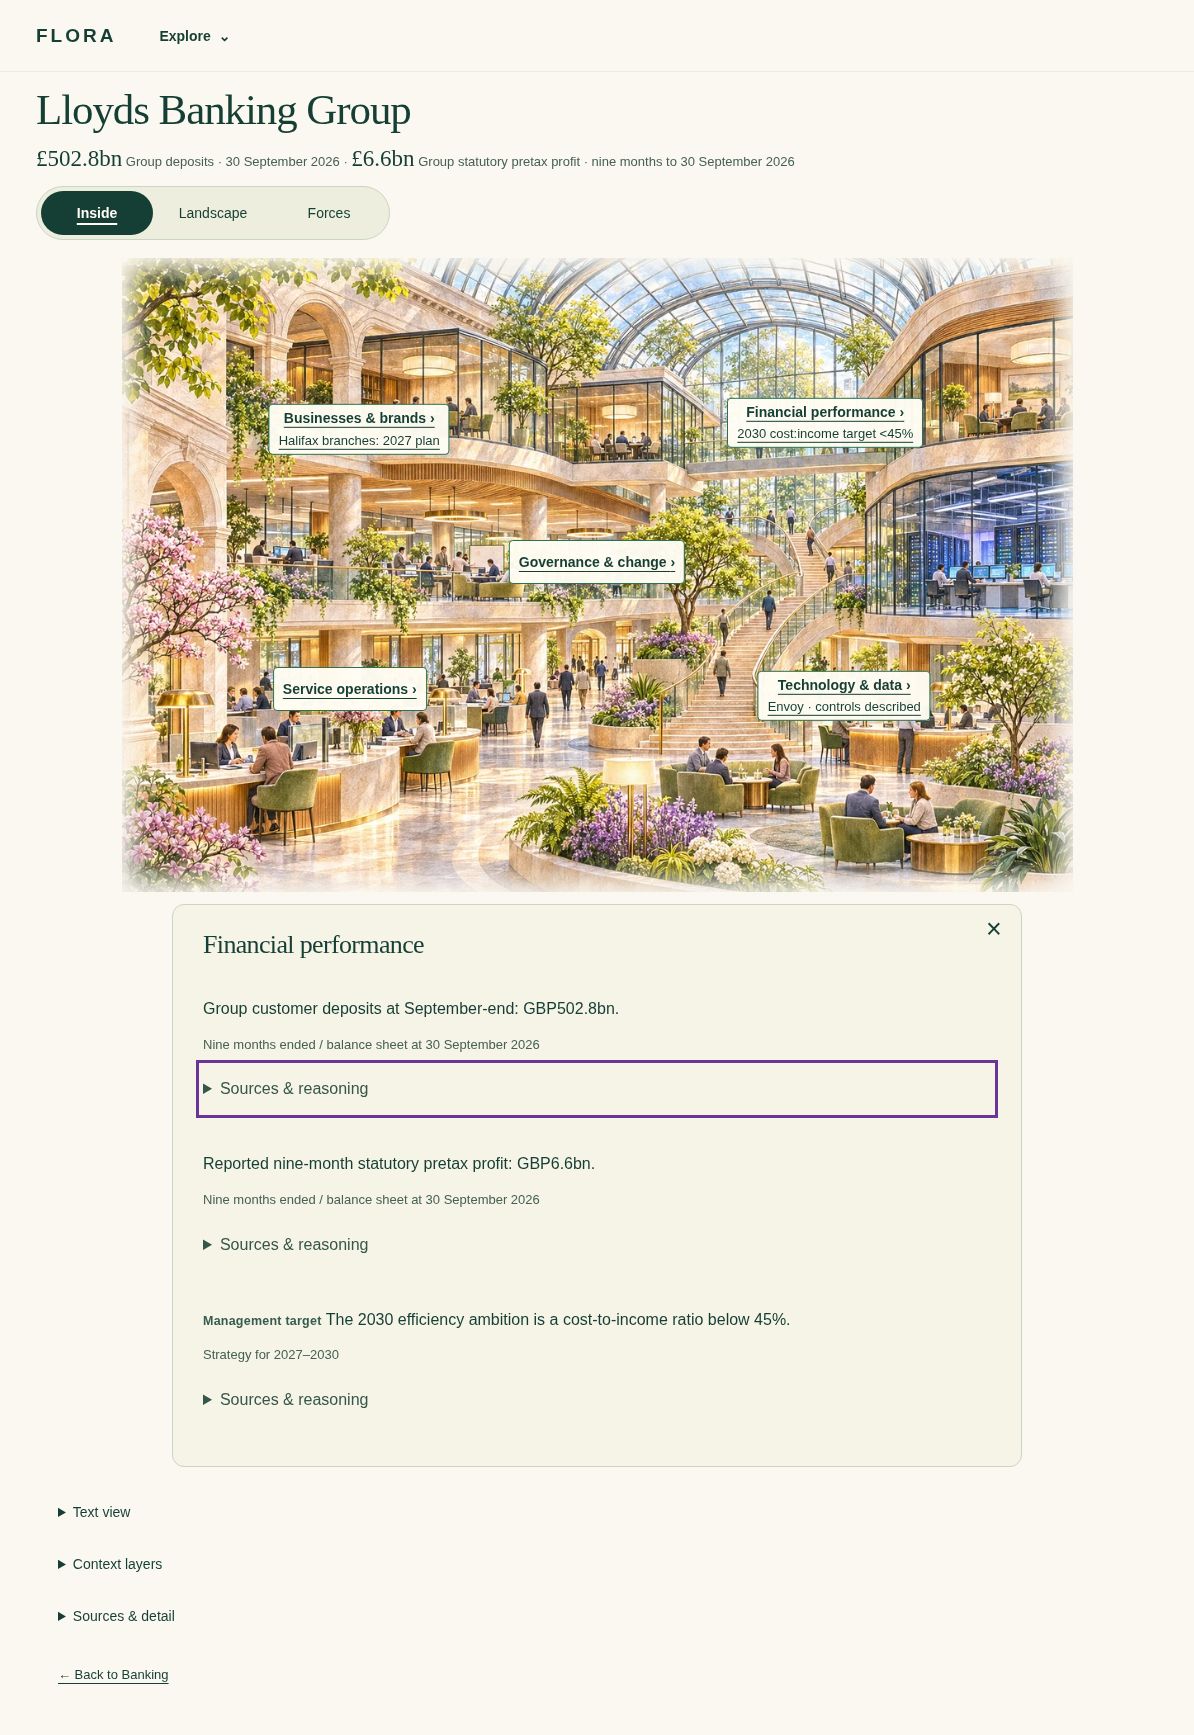 FLORA
Explore
Lloyds Banking Group
£502.8bn Group deposits · 30 September 2026 · £6.6bn Group statutory pretax profit · nine months to 30 September 2026
Inside Landscape Forces
Financial performance ›
2030 cost:income target <45%
Businesses & brands ›
Halifax branches: 2027 plan
Governance & change ›
Service operations ›
Technology & data ›
Envoy · controls described
×
Financial performance
Group customer deposits at September-end: GBP502.8bn.
Nine months ended / balance sheet at 30 September 2026
▶ Sources & reasoning
Reported nine-month statutory pretax profit: GBP6.6bn.
Nine months ended / balance sheet at 30 September 2026
▶ Sources & reasoning
Management target The 2030 efficiency ambition is a cost-to-income ratio below 45%.
Strategy for 2027–2030
▶ Sources & reasoning
▶ Text view
▶ Context layers
▶ Sources & detail
← Back to Banking